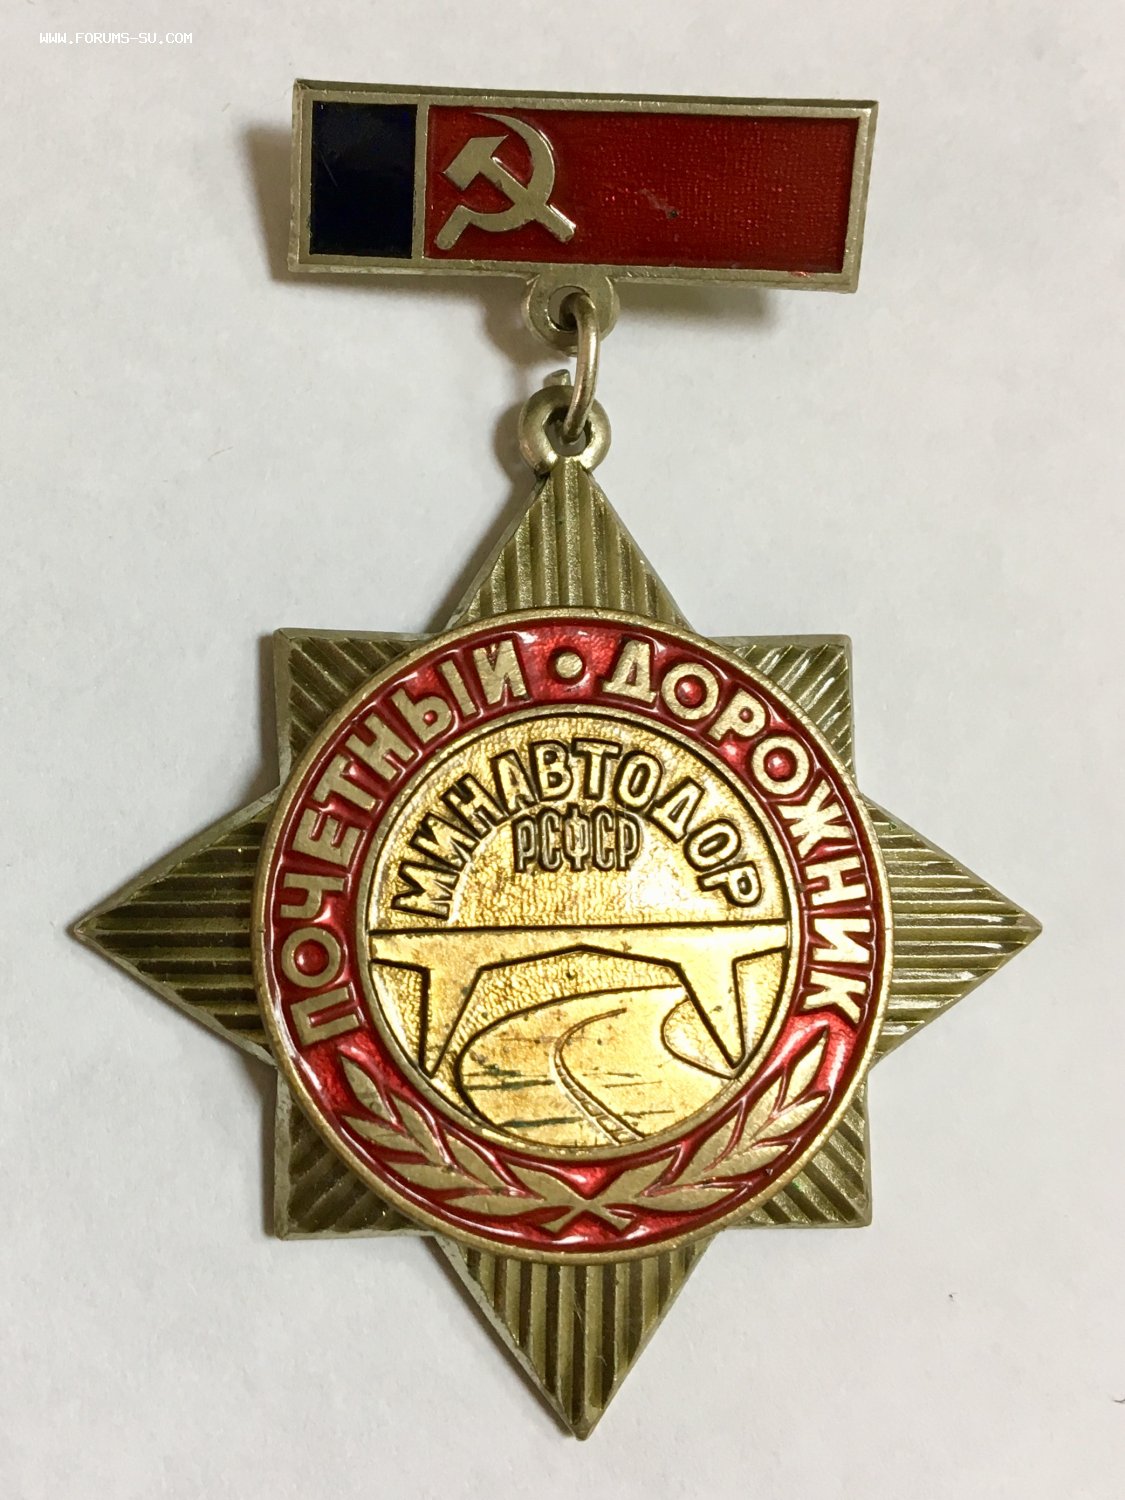 WWW.FORUMS-SU.COM
ПОЧЕТНЫЙ · ДОРОЖНИК
МИНАВТОДОР
РСФСР